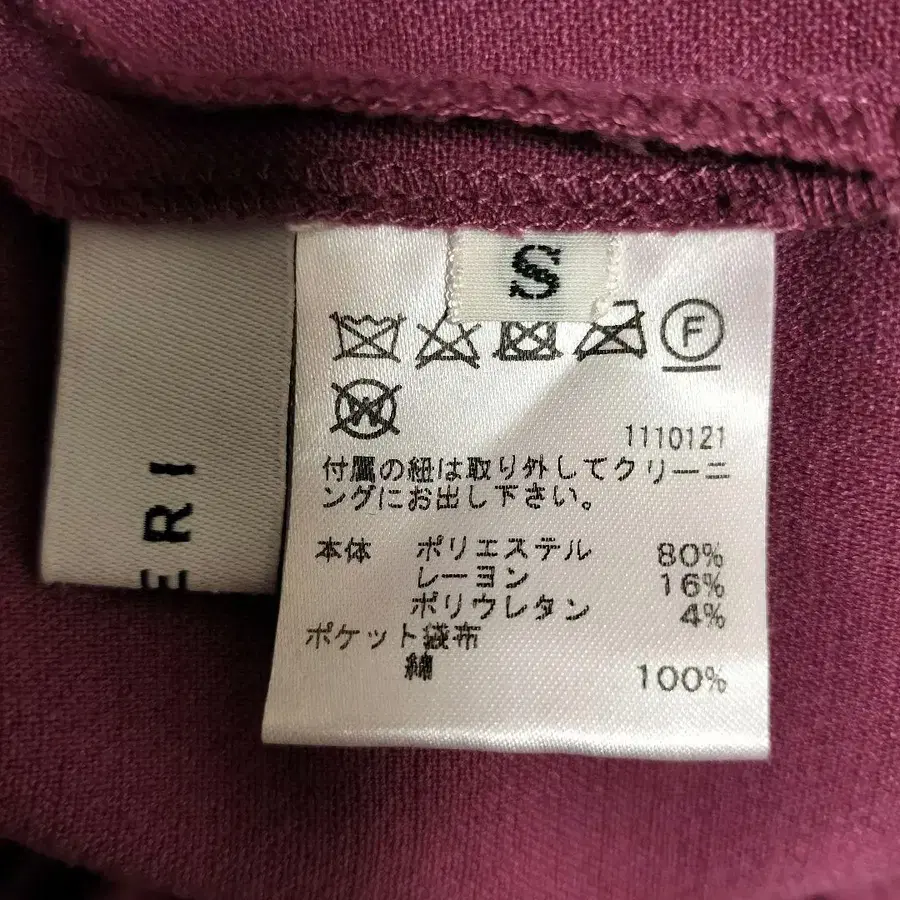 ERI
S
F
W
1110121
付属の紐は取り外してクリーニ
ングにお出し下さい。
本体 ポリエステル 80%
レーヨン 16%
ポリウレタン 4%
ポケット袋布
綿 100%